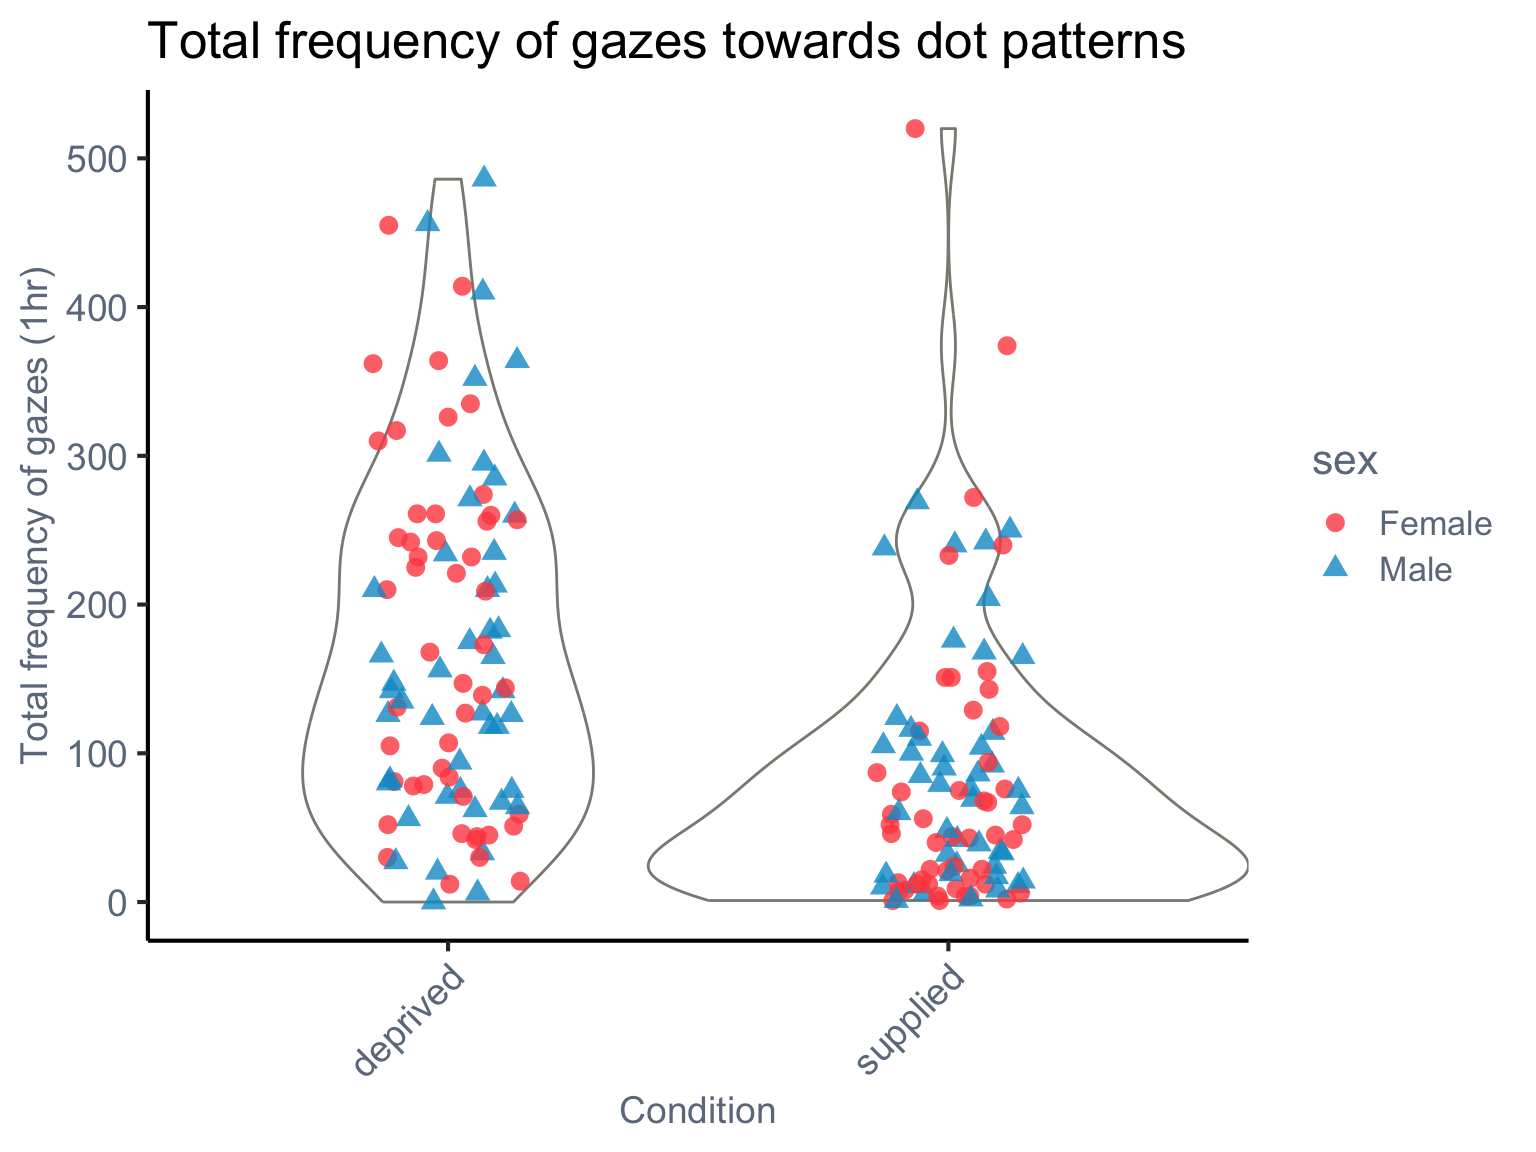 Total frequency of gazes towards dot patterns
Total frequency of gazes (1hr)
500
400
300
200
100
0
deprived
supplied
Condition
sex
Female
Male